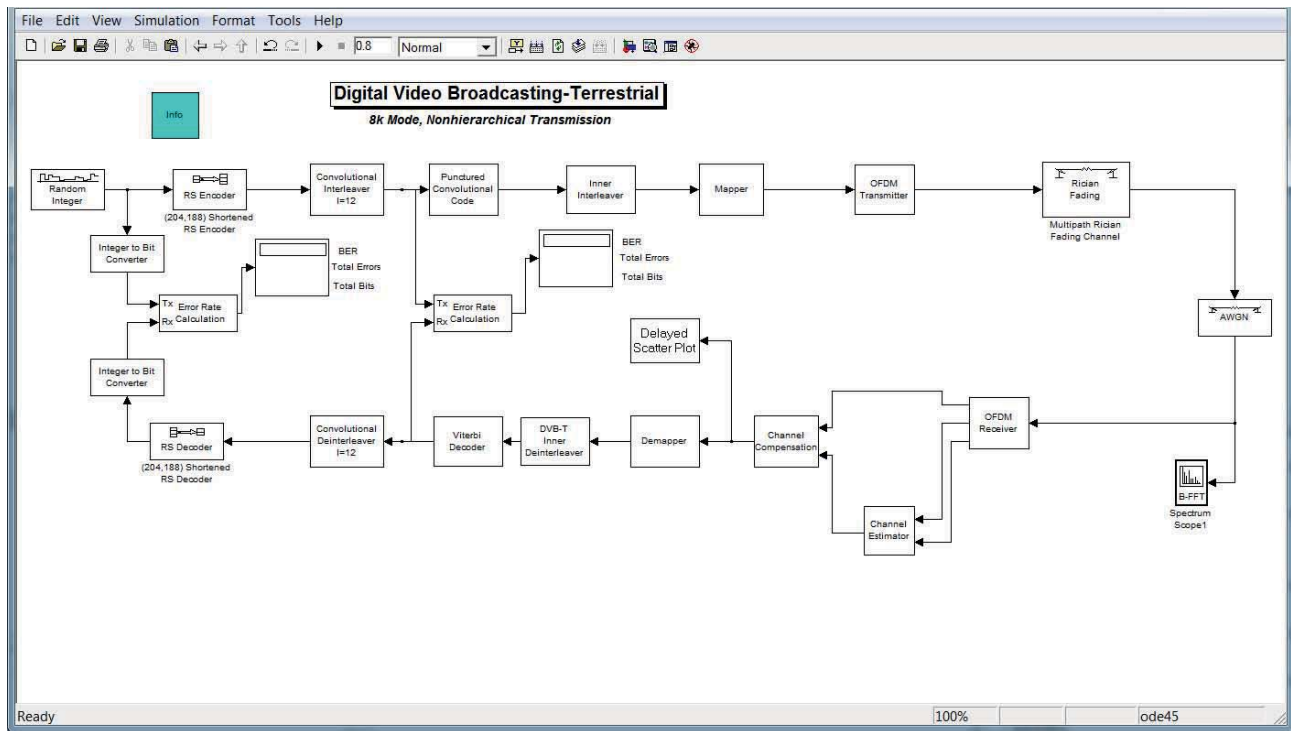 File Edit View Simulation Format Tools Help
0.8 Normal
Digital Video Broadcasting-Terrestrial
8k Mode, Nonhierarchical Transmission
Info
Random
Integer
RS Encoder
(204,188) Shortened
RS Encoder
Convolutional
Interleaver
I=12
Punctured
Convolutional
Code
Inner
Interleaver
Mapper
OFDM
Transmitter
Rician
Fading
Multipath Rician
Fading Channel
Integer to Bit
Converter
BER
Total Errors
Total Bits
BER
Total Errors
Total Bits
Tx
Rx
Error Rate
Calculation
Tx
Rx
Error Rate
Calculation
AWGN
Delayed
Scatter Plot
Integer to Bit
Converter
RS Decoder
(204,188) Shortened
RS Decoder
Convolutional
Deinterleaver
I=12
Viterbi
Decoder
DVB-T
Inner
Deinterleaver
Demapper
Channel
Compensation
OFDM
Receiver
B-FFT
Spectrum
Scope1
Channel
Estimator
Ready 100% ode45